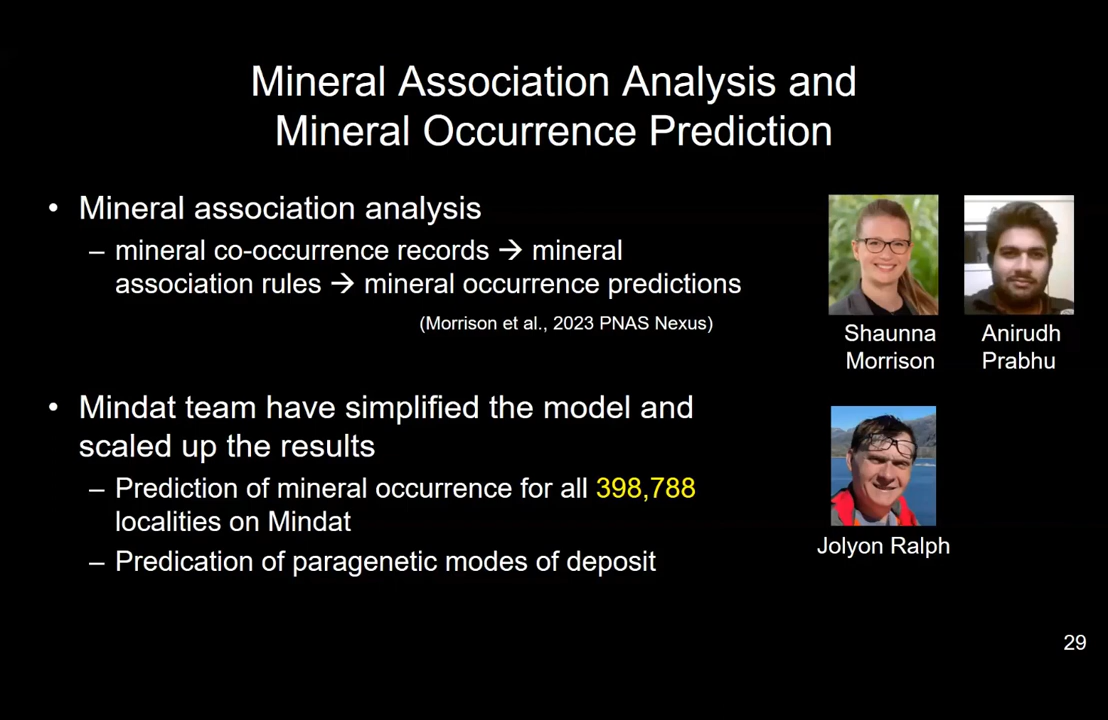 Mineral Association Analysis and
Mineral Occurrence Prediction
• Mineral association analysis
– mineral co-occurrence records → mineral
association rules → mineral occurrence predictions
(Morrison et al., 2023 PNAS Nexus)
Shaunna
Morrison
Anirudh
Prabhu
• Mindat team have simplified the model and
scaled up the results
– Prediction of mineral occurrence for all 398,788
localities on Mindat
– Predication of paragenetic modes of deposit
Jolyon Ralph
29